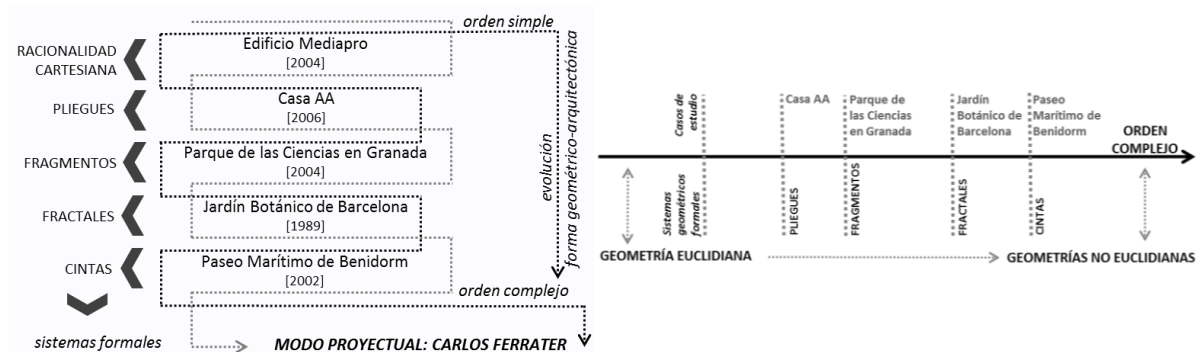 orden simple
RACIONALIDAD
CARTESIANA
Edificio Mediapro
[2004]
PLIEGUES
Casa AA
[2006]
FRAGMENTOS
Parque de las Ciencias en Granada
[2004]
FRACTALES
Jardín Botánico de Barcelona
[1989]
CINTAS
Paseo Marítimo de Benidorm
[2002]
orden complejo
evolución
forma geométrico-arquitectónica
sistemas formales
MODO PROYECTUAL: CARLOS FERRATER
Casos de
estudio
Casa AA
Parque de
las Ciencias
en Granada
Jardín
Botánico de
Barcelona
Paseo
Marítimo de
Benidorm
ORDEN
COMPLEJO
Sistemas
geométricos
formales
PLIEGUES
FRAGMENTOS
FRACTALES
CINTAS
GEOMETRÍA EUCLIDIANA
GEOMETRÍAS NO EUCLIDIANAS